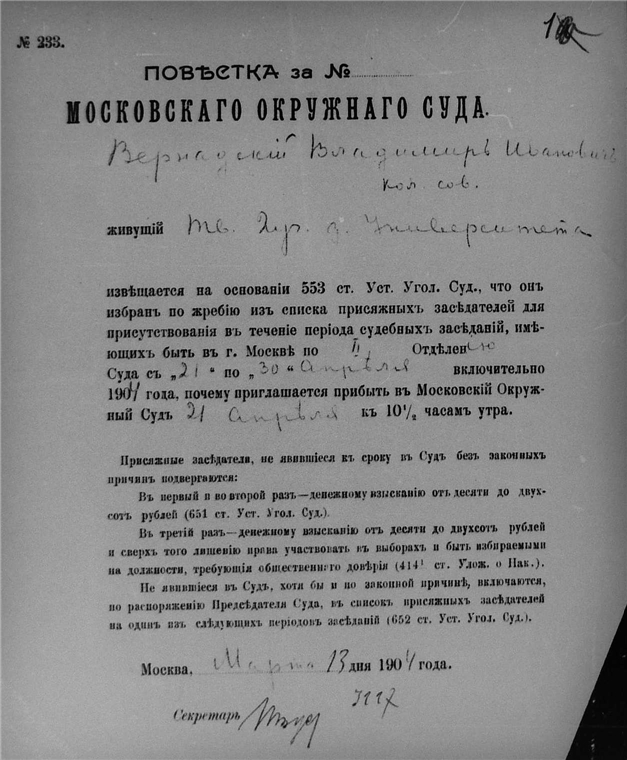 № 233.
ПОВѢСТКА за №
МОСКОВСКАГО ОКРУЖНАГО СУДА.
Вернадскій Владимиръ Ивановичъ
кол. сов.
живущій Тв. д. Университета
извѣщается на основаніи 553 ст. Уст. Угол. Суд., что онъ
избранъ по жребію изъ списка присяжныхъ засѣдателей для
присутствованія въ теченіе періода судебныхъ засѣданій, имѣ-
ющихъ быть въ г. Москвѣ по II Отдѣленію
Суда съ „21" по „30" Апрѣля включительно
1904 года, почему приглашается прибыть въ Московскій Окруж-
ный Судъ 21 Апрѣля къ 10½ часамъ утра.
Присяжные засѣдатели, не явившіеся къ сроку въ Судъ безъ законныхъ
причинъ подвергаются:
Въ первый и во второй разъ—денежному взысканію отъ десяти до двухъ-
сотъ рублей (651 ст. Уст. Угол. Суд.).
Въ третій разъ—денежному взысканію отъ десяти до двухсотъ рублей
и сверхъ того лишенію права участвовать въ выборахъ и быть избираемыми
на должности, требующія общественнаго довѣрія (414¹ ст. Улож. о Нак.).
Не явившіеся въ Судъ, хотя бы и по законной причинѣ, включаются,
по распоряженію Предсѣдателя Суда, въ списокъ присяжныхъ засѣдателей
на одинъ изъ слѣдующихъ періодовъ засѣданій (652 ст. Уст. Угол. Суд.).
Москва, Марта 13 дня 1904 года.
Секретарь